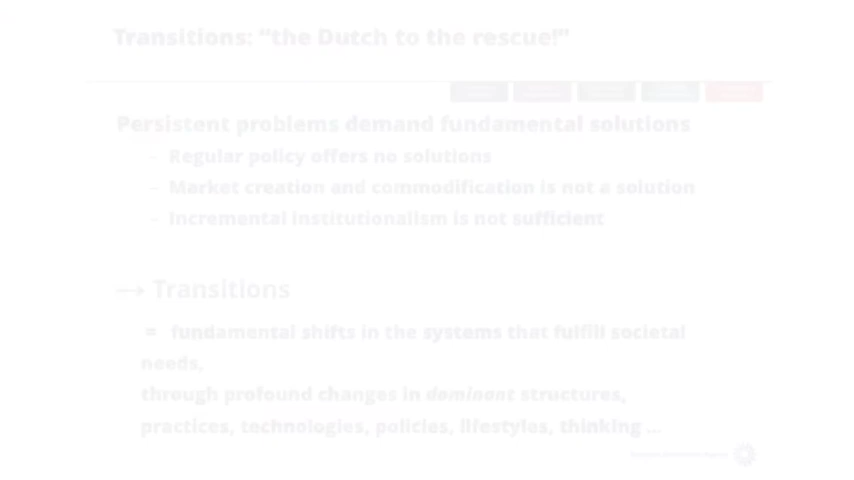 Transitions: "the Dutch to the rescue!"
Persistent problems demand fundamental solutions
- Regular policy offers no solutions
- Market creation and commodification is not a solution
- Incremental institutionalism is not sufficient
→ Transitions
= fundamental shifts in the systems that fulfill societal
needs,
through profound changes in dominant structures,
practices, technologies, policies, lifestyles, thinking ...